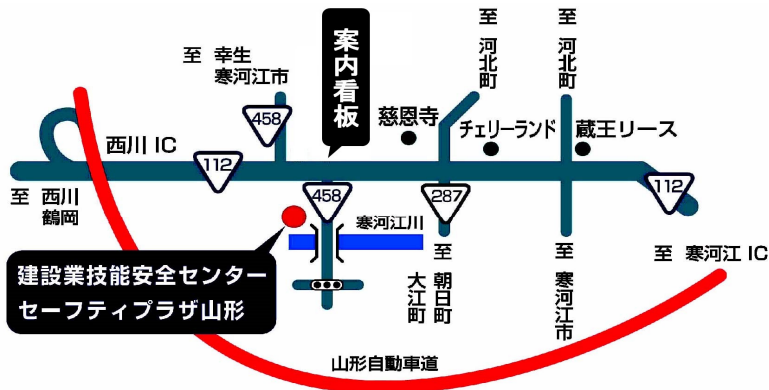 至 幸生
寒河江市
案内看板
至 河北町
至 河北町
458
慈恩寺
チェリーランド
蔵王リース
西川 IC
112
至 西川
鶴岡
458
287
112
寒河江川
建設業技能安全センター
セーフティプラザ山形
至 朝日町
大江町
至 寒河江市
至 寒河江 IC
山形自動車道